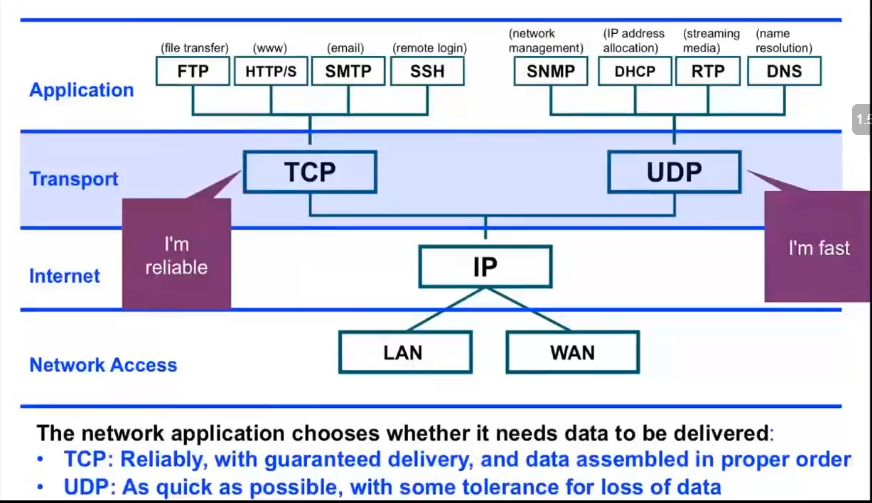 (file transfer)
(www)
(email)
(remote login)
(network
management)
(IP address
allocation)
(streaming
media)
(name
resolution)
FTP
HTTP/S
SMTP
SSH
SNMP
DHCP
RTP
DNS
Application
Transport
TCP
UDP
I'm
reliable
I'm fast
Internet
IP
Network Access
LAN
WAN
The network application chooses whether it needs data to be delivered:
• TCP: Reliably, with guaranteed delivery, and data assembled in proper order
• UDP: As quick as possible, with some tolerance for loss of data